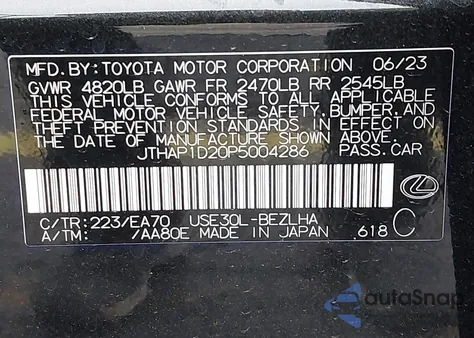 MFD.BY:TOYOTA MOTOR CORPORATION 06/23
GVWR 4820LB GAWR FR 2470LB RR 2545LB
THIS VEHICLE CONFORMS TO ALL APPLICABLE
FEDERAL MOTOR VEHICLE SAFETY,BUMPER,AND
THEFT PREVENTION STANDARDS IN EFFECT ON
THE DATE OF MANUFACTURE SHOWN ABOVE.
JTHAP1D20P5004286 PASS.CAR
C/TR:223/EA70 USE30L-BEZLHA
A/TM: /AA80E MADE IN JAPAN .618 C
autoSnap